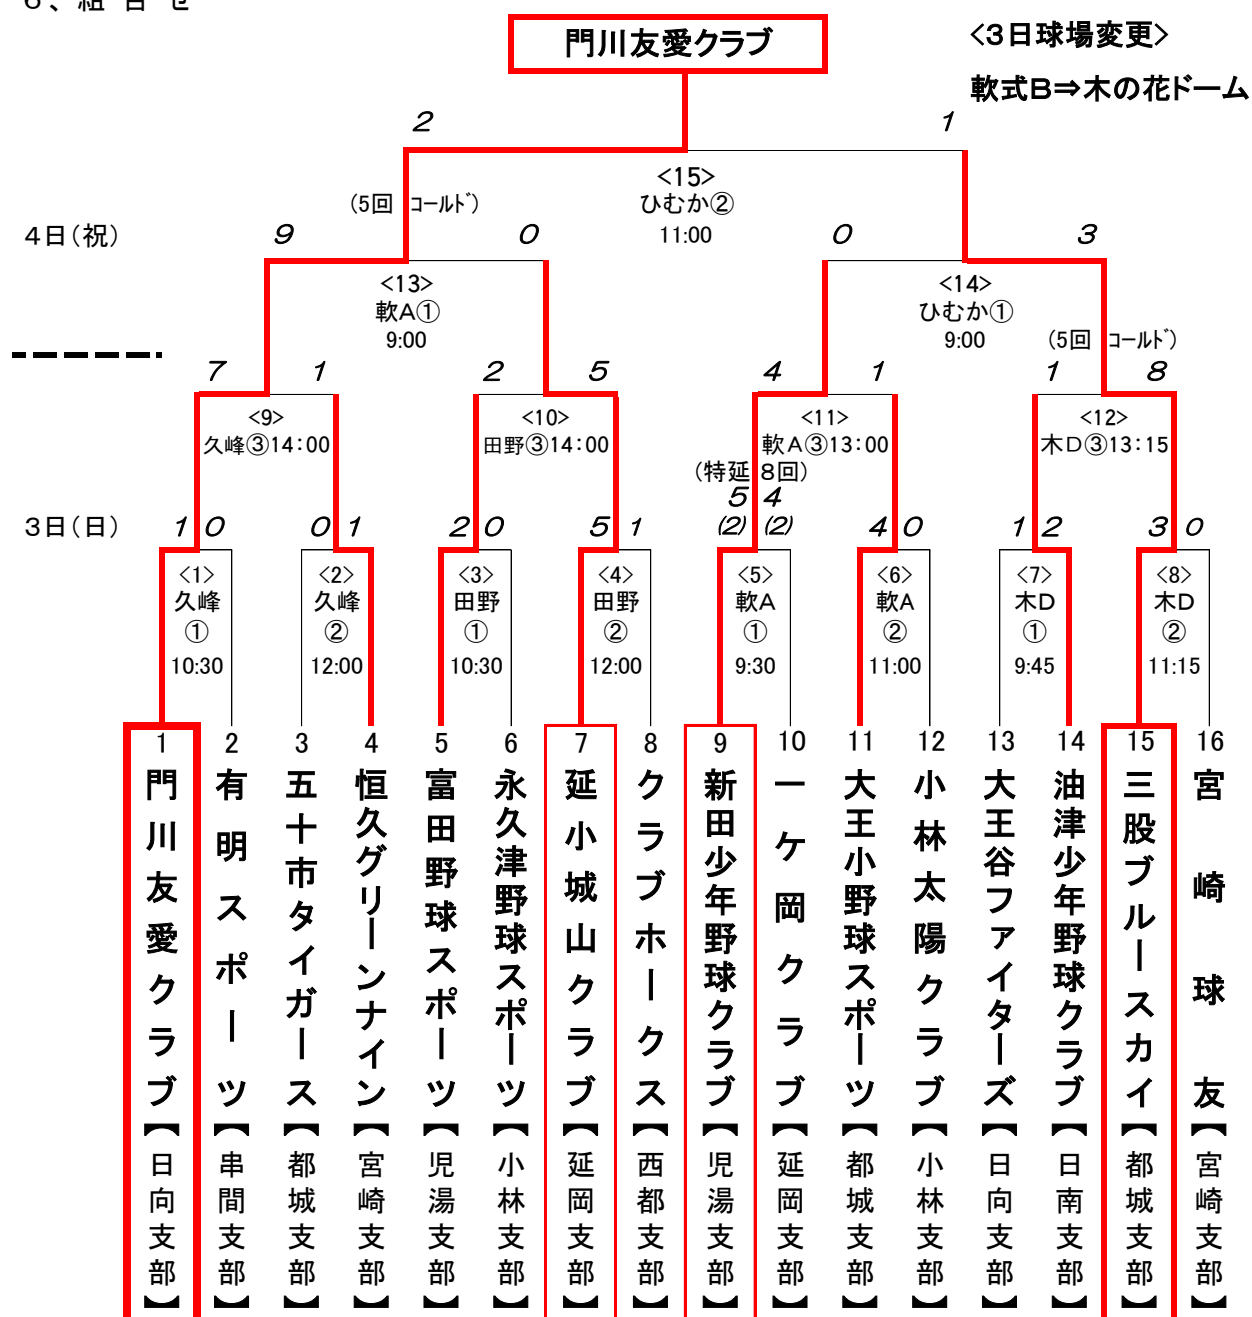 ６、組 合 せ
門川友愛クラブ
<３日球場変更>
軟式Ｂ⇒木の花ドーム
2 1
<15>
ひむか②
11:00
(5回 コールド)
4日(祝)
9 0 0 3
<13>
軟A①
9:00
<14>
ひむか①
9:00
(5回 コールド)
7 1 2 5 4 1 1 8
<9>
久峰③14:00
<10>
田野③14:00
<11>
軟A③13:00
<12>
木D③13:15
(特延 8回)
5 4
3日(日)
1 0 0 1 2 0 5 1 (2) (2) 4 0 1 2 3 0
<1>
久峰
①
10:30
<2>
久峰
②
12:00
<3>
田野
①
10:30
<4>
田野
②
12:00
<5>
軟A
①
9:30
<6>
軟A
②
11:00
<7>
木D
①
9:45
<8>
木D
②
11:15
1 門川友愛クラブ【日向支部】
2 有明スポーツ【串間支部】
3 五十市タイガース【都城支部】
4 恒久グリーンナイン【宮崎支部】
5 富田野球スポーツ【児湯支部】
6 永久津野球スポーツ【小林支部】
7 延小城山クラブ【延岡支部】
8 クラブホークス【西都支部】
9 新田少年野球クラブ【児湯支部】
10 一ケ岡クラブ【延岡支部】
11 大王小野球スポーツ【都城支部】
12 小林太陽クラブ【小林支部】
13 大王谷ファイターズ【日向支部】
14 油津少年野球クラブ【日南支部】
15 三股ブルースカイ【都城支部】
16 宮崎球友【宮崎支部】